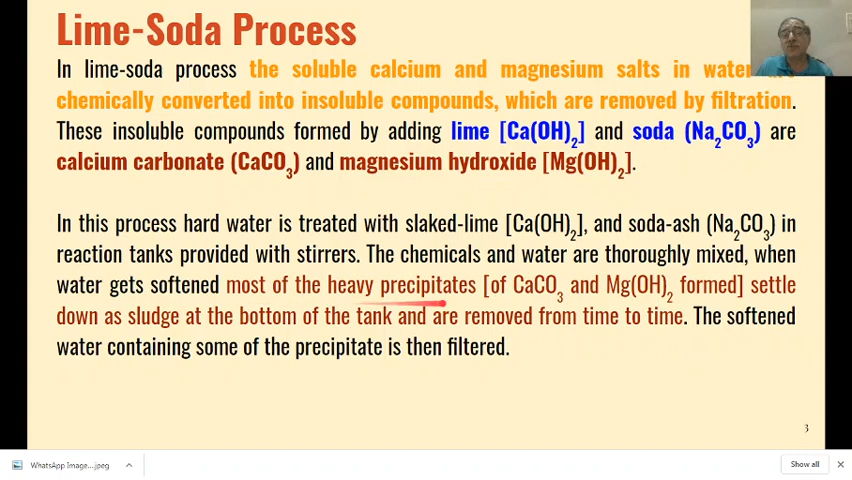 Lime-Soda Process
In lime-soda process the soluble calcium and magnesium salts in water
chemically converted into insoluble compounds, which are removed by filtration.
These insoluble compounds formed by adding lime [Ca(OH)₂] and soda (Na₂CO₃) are
calcium carbonate (CaCO₃) and magnesium hydroxide [Mg(OH)₂].
In this process hard water is treated with slaked-lime [Ca(OH)₂], and soda-ash (Na₂CO₃) in
reaction tanks provided with stirrers. The chemicals and water are thoroughly mixed, when
water gets softened most of the heavy precipitates [of CaCO₃ and Mg(OH)₂ formed] settle
down as sludge at the bottom of the tank and are removed from time to time. The softened
water containing some of the precipitate is then filtered.
3
WhatsApp Image....jpeg
Show all